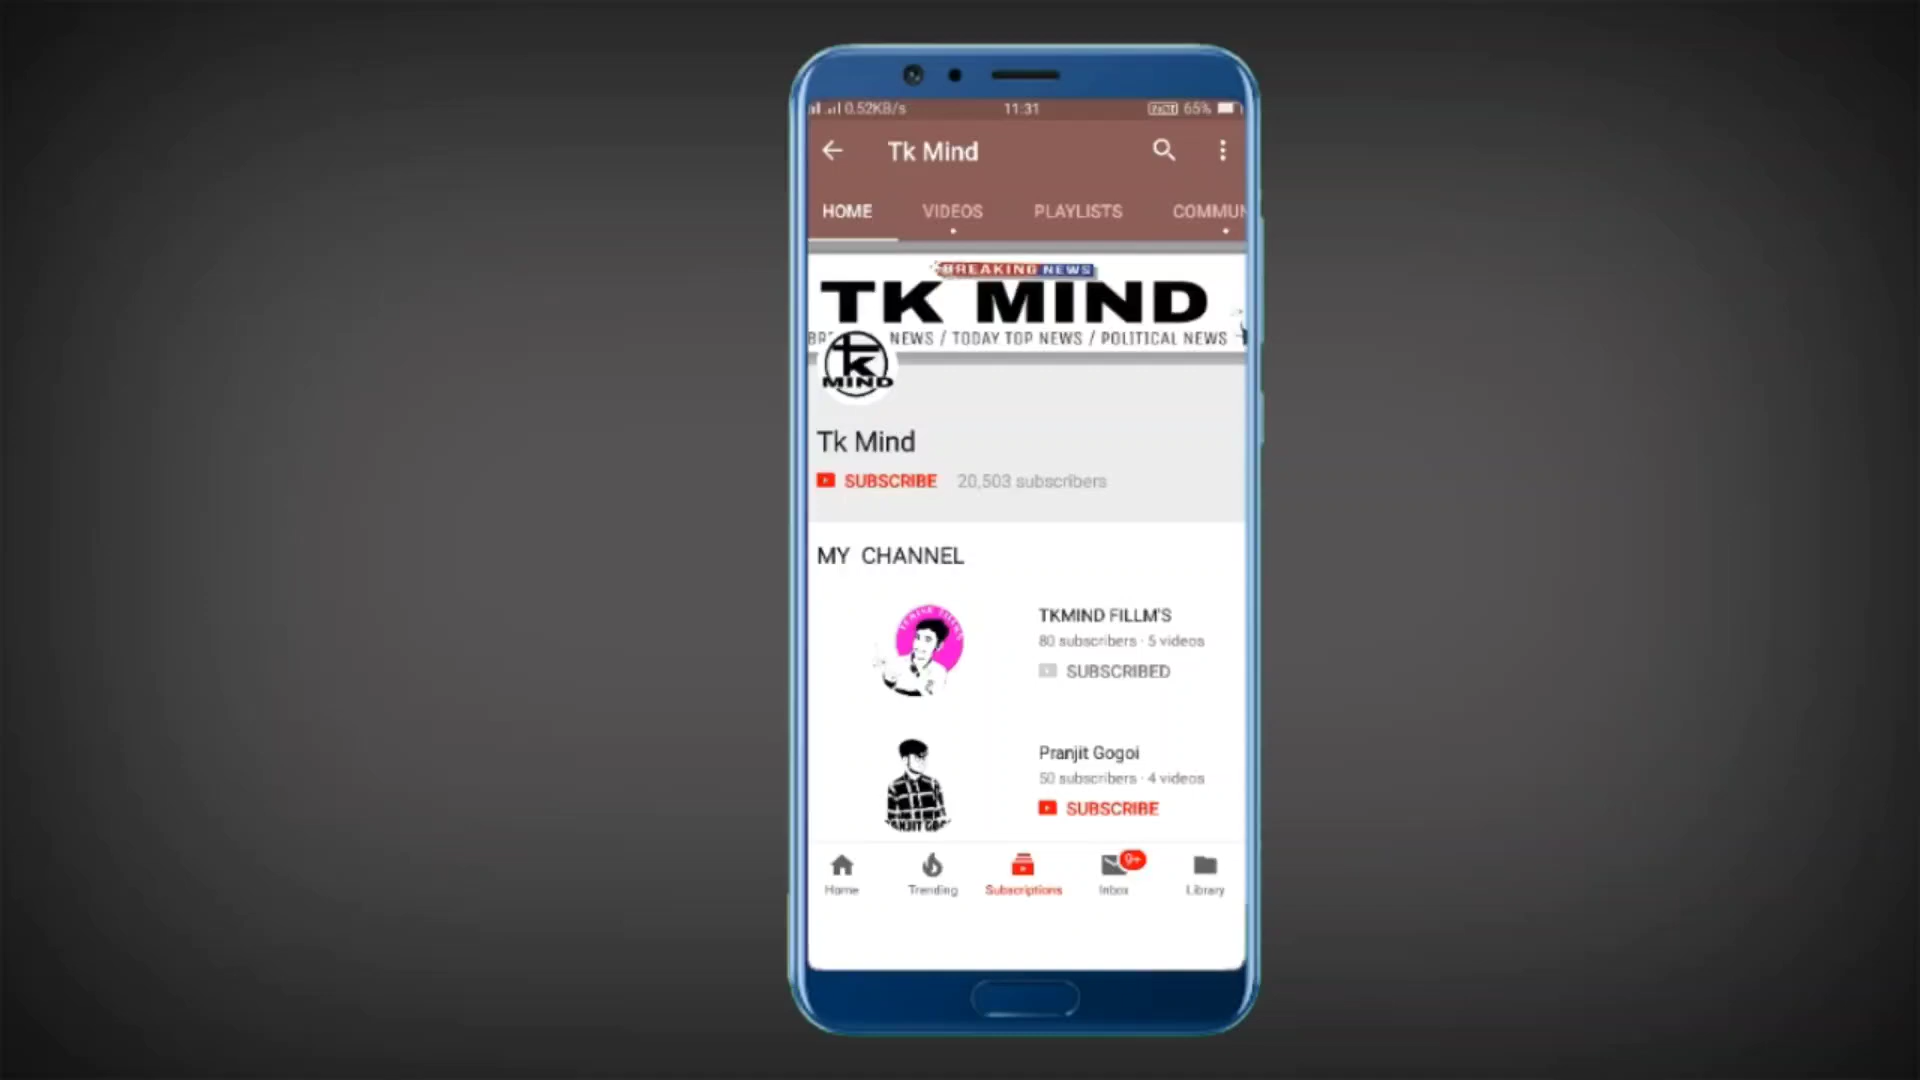 0.52KB/s 11:31 65%
Tk Mind
HOME VIDEOS PLAYLISTS COMMUN
BREAKING NEWS
TK MIND
NEWS / TODAY TOP NEWS / POLITICAL NEWS
tk
MIND
Tk Mind
SUBSCRIBE 20,503 subscribers
MY CHANNEL
TKMIND FILLM'S
80 subscribers · 5 videos
SUBSCRIBED
Pranjit Gogoi
50 subscribers · 4 videos
SUBSCRIBE
9+
Home Trending Subscriptions Inbox Library